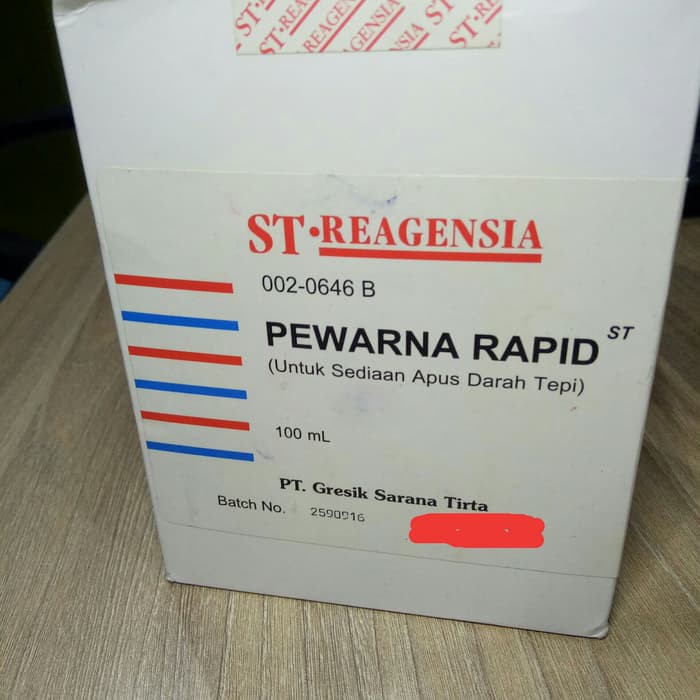 ST·REAGENSIA
002-0646 B
PEWARNA RAPID ST
(Untuk Sediaan Apus Darah Tepi)
100 mL
PT. Gresik Sarana Tirta
Batch No.